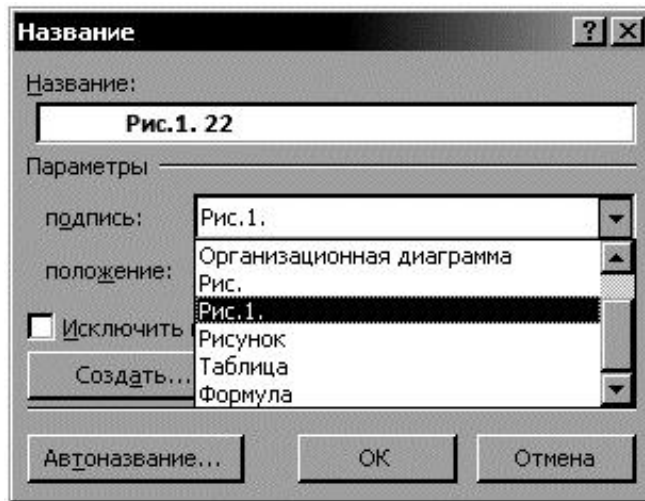 Название
Название:
Рис.1. 22
Параметры
подпись:
Рис.1.
Организационная диаграмма
положение:
Рис.
Рис.1.
Исключить
Рисунок
Таблица
Создать...
Формула
Автоназвание...
ОК
Отмена